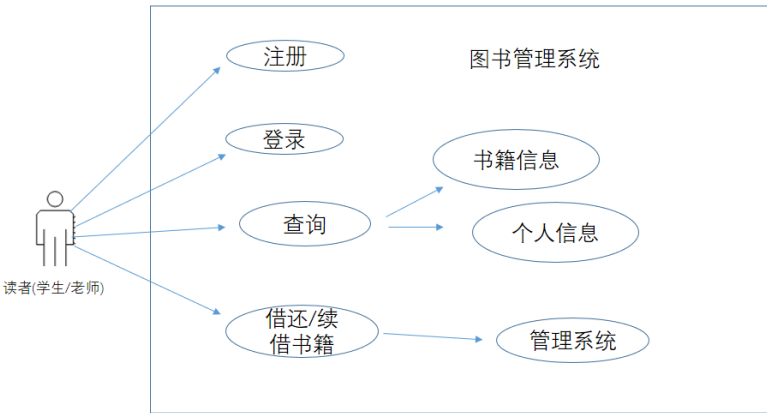 注册
图书管理系统
登录
书籍信息
查询
个人信息
读者(学生/老师)
借还/续
借书籍
管理系统